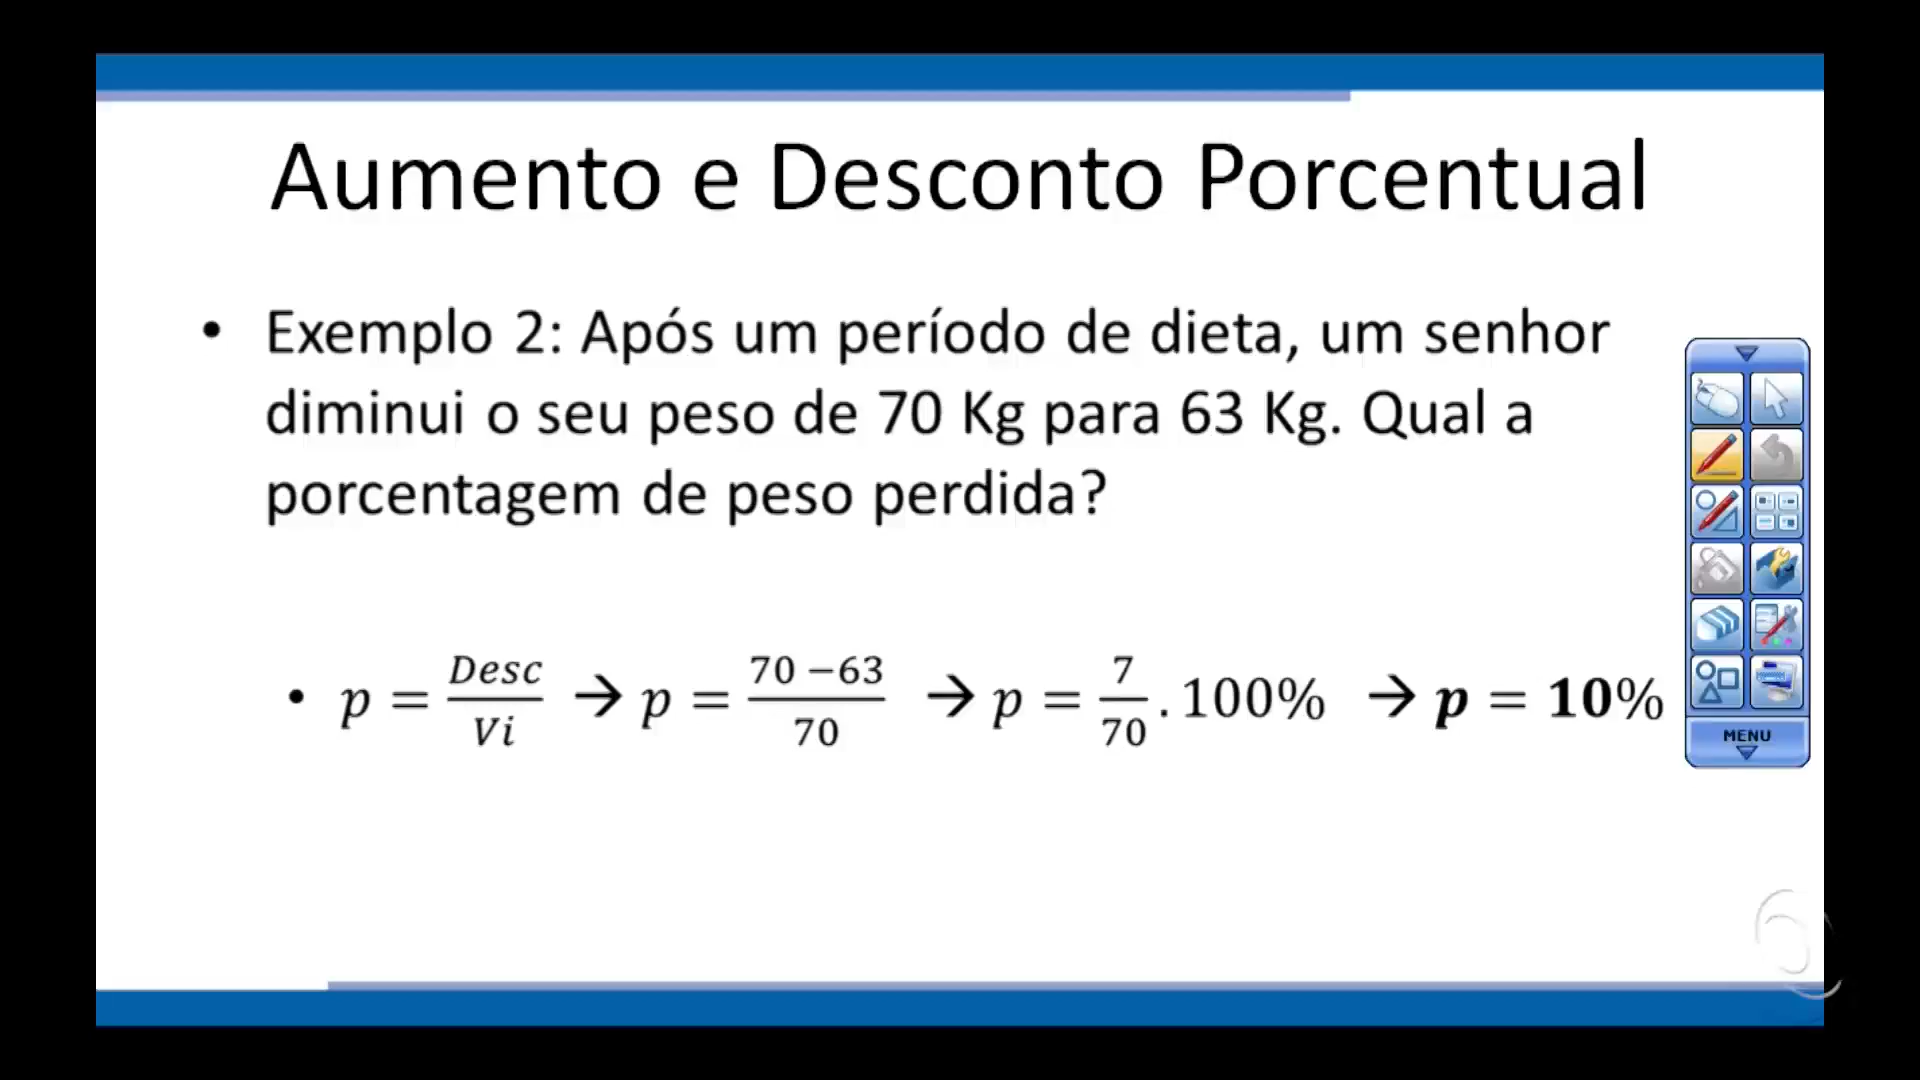 Aumento e Desconto Porcentual
• Exemplo 2: Após um período de dieta, um senhor
diminui o seu peso de 70 Kg para 63 Kg. Qual a
porcentagem de peso perdida?
• p = Desc/Vi → p = 70 −63/70 → p = 7/70 . 100% → p = 10%
MENU